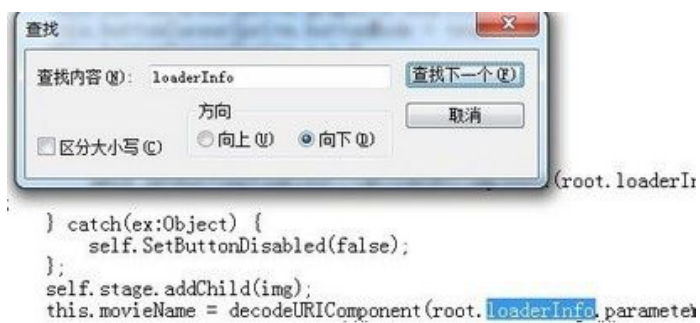 查找
查找内容(N): loaderInfo 查找下一个(F)
方向 取消
区分大小写(C) 向上(U) 向下(D)
(root.loaderIn
;
} catch(ex:Object) {
self.SetButtonDisabled(false);
};
self.stage.addChild(img);
this.movieName = decodeURIComponent(root.loaderInfo.parameter